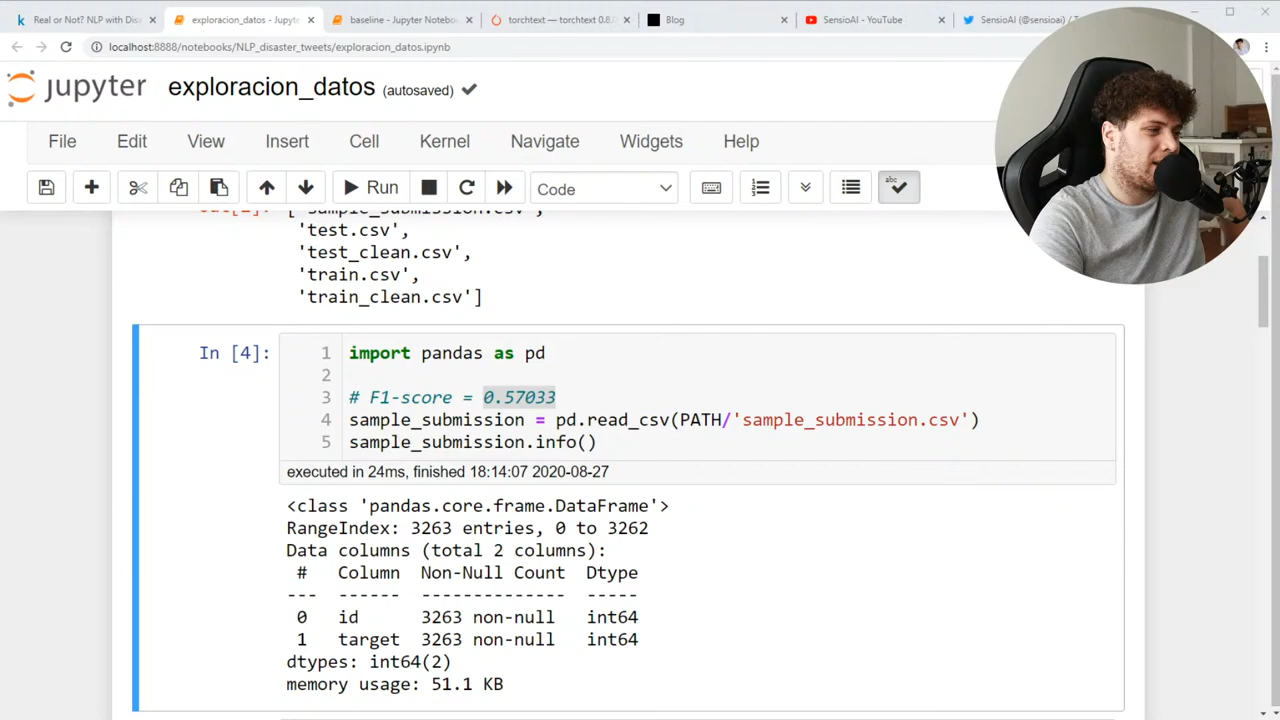 Real or Not? NLP with Disa
exploracion_datos - Jupyte
baseline - Jupyter Notebo
torchtext — torchtext 0.8.
Blog
SensioAI - YouTube
SensioAI (@sensioai) / T
localhost:8888/notebooks/NLP_disaster_tweets/exploracion_datos.ipynb
jupyter exploracion_datos (autosaved)
File Edit View Insert Cell Kernel Navigate Widgets Help
Run Code
'sample_submission.csv',
'test.csv',
'test_clean.csv',
'train.csv',
'train_clean.csv']
In [4]:
1 import pandas as pd
2
3 # F1-score = 0.57033
4 sample_submission = pd.read_csv(PATH/'sample_submission.csv')
5 sample_submission.info()
executed in 24ms, finished 18:14:07 2020-08-27
<class 'pandas.core.frame.DataFrame'>
RangeIndex: 3263 entries, 0 to 3262
Data columns (total 2 columns):
# Column Non-Null Count Dtype
--- ------ -------------- -----
0 id 3263 non-null int64
1 target 3263 non-null int64
dtypes: int64(2)
memory usage: 51.1 KB